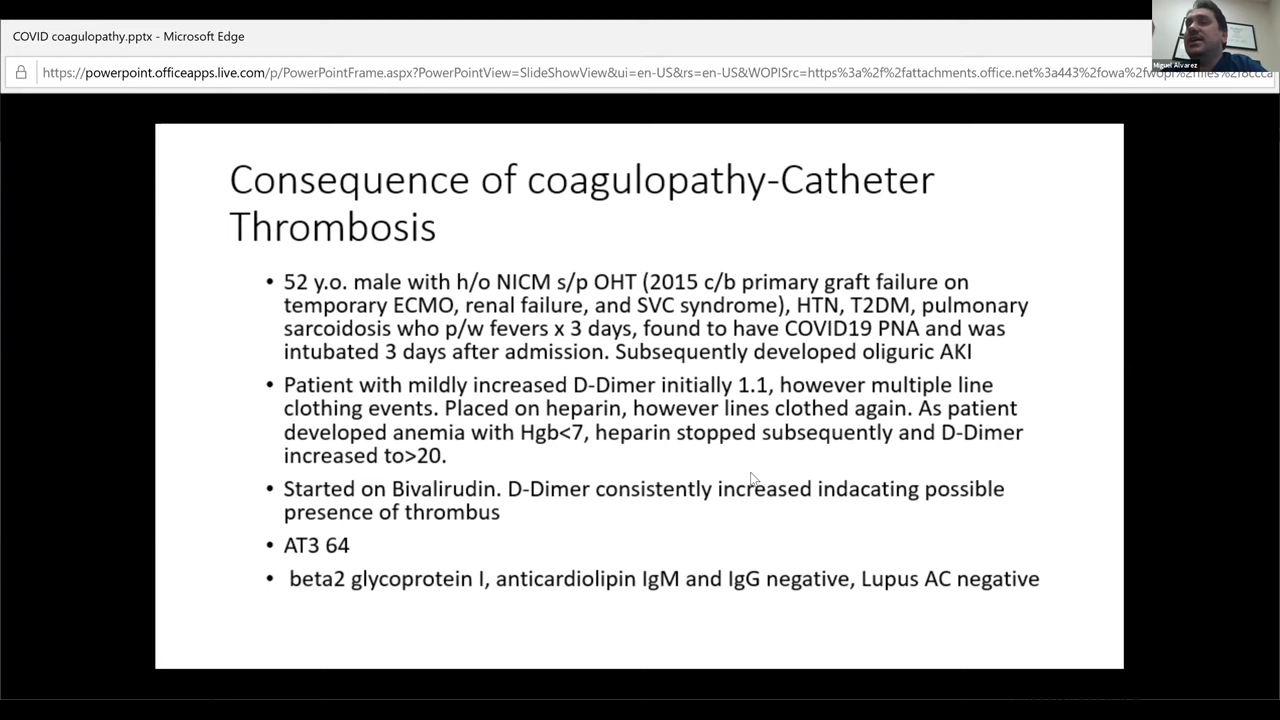 COVID coagulopathy.pptx - Microsoft Edge
https://powerpoint.officeapps.live.com/p/PowerPointFrame.aspx?PowerPointView=SlideShowView&ui=en-US&rs=en-US&WOPISrc=https%3a%2f%2fattachments.office.net%3a443%2fowa%2fwopi%2ffiles%2f8ccca
Miguel Alvarez
Consequence of coagulopathy-Catheter
Thrombosis
• 52 y.o. male with h/o NICM s/p OHT (2015 c/b primary graft failure on
temporary ECMO, renal failure, and SVC syndrome), HTN, T2DM, pulmonary
sarcoidosis who p/w fevers x 3 days, found to have COVID19 PNA and was
intubated 3 days after admission. Subsequently developed oliguric AKI
• Patient with mildly increased D-Dimer initially 1.1, however multiple line
clothing events. Placed on heparin, however lines clothed again. As patient
developed anemia with Hgb<7, heparin stopped subsequently and D-Dimer
increased to>20.
• Started on Bivalirudin. D-Dimer consistently increased indacating possible
presence of thrombus
• AT3 64
• beta2 glycoprotein I, anticardiolipin IgM and IgG negative, Lupus AC negative